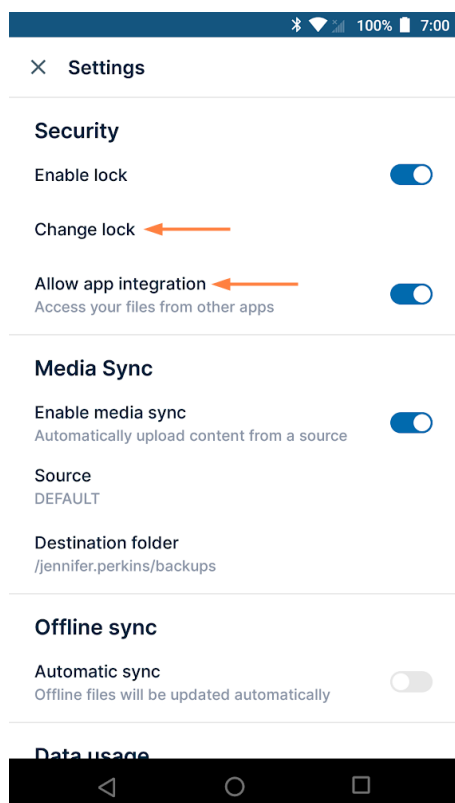 100% 7:00
Settings
Security
Enable lock
Change lock
Allow app integration
Access your files from other apps
Media Sync
Enable media sync
Automatically upload content from a source
Source
DEFAULT
Destination folder
/jennifer.perkins/backups
Offline sync
Automatic sync
Offline files will be updated automatically
Data usage